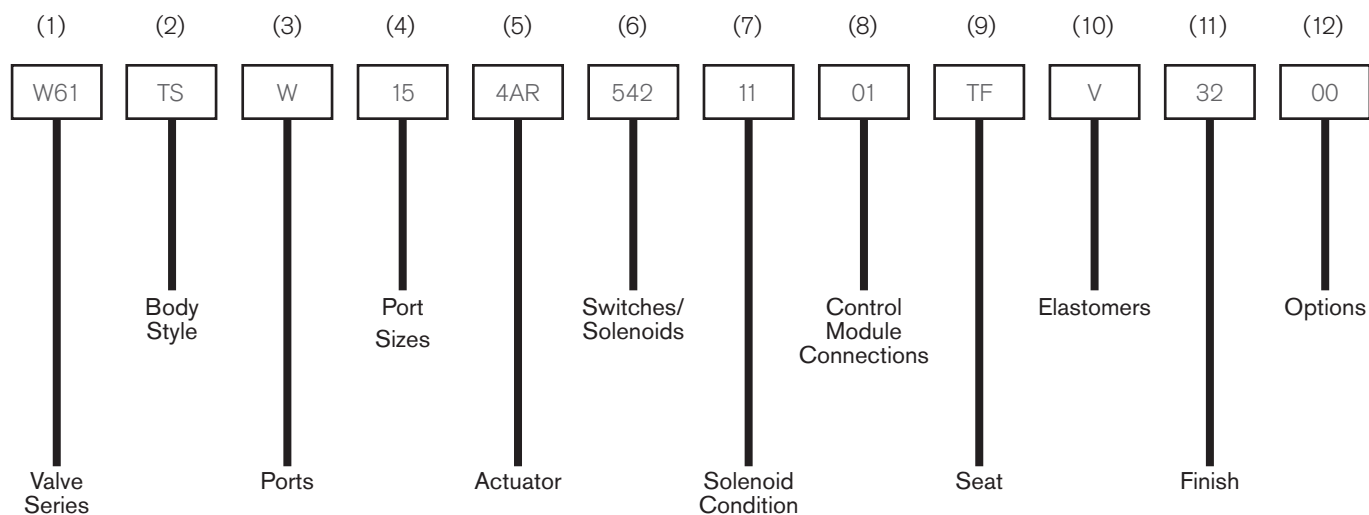 (1) (2) (3) (4) (5) (6) (7) (8) (9) (10) (11) (12)
W61 TS W 15 4AR 542 11 01 TF V 32 00
Body
Style
Port
Sizes
Switches/
Solenoids
Control
Module
Connections
Elastomers
Options
Valve
Series
Ports
Actuator
Solenoid
Condition
Seat
Finish